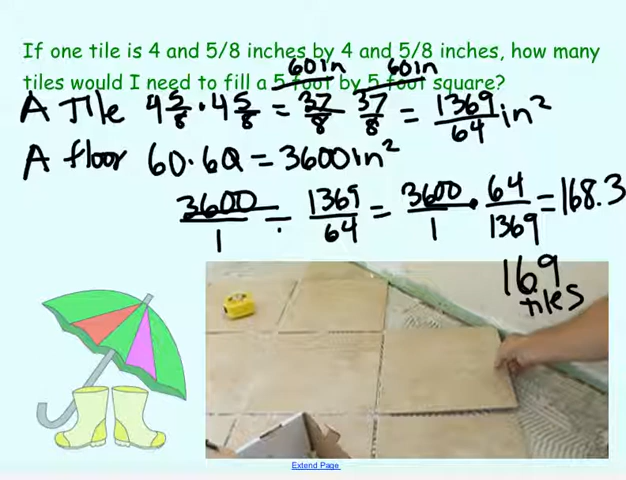 If one tile is 4 and 5/8 inches by 4 and 5/8 inches, how many
60in 60in
tiles would I need to fill a 5 foot by 5 foot square?
A Tile 4 5/8 · 4 5/8 = 37/8 37/8 = 1369/64 in²
A floor 60·60 = 3600in²
3600/1 ÷ 1369/64 = 3600/1 · 64/1369 = 168.3
169
tiles
Extend Page